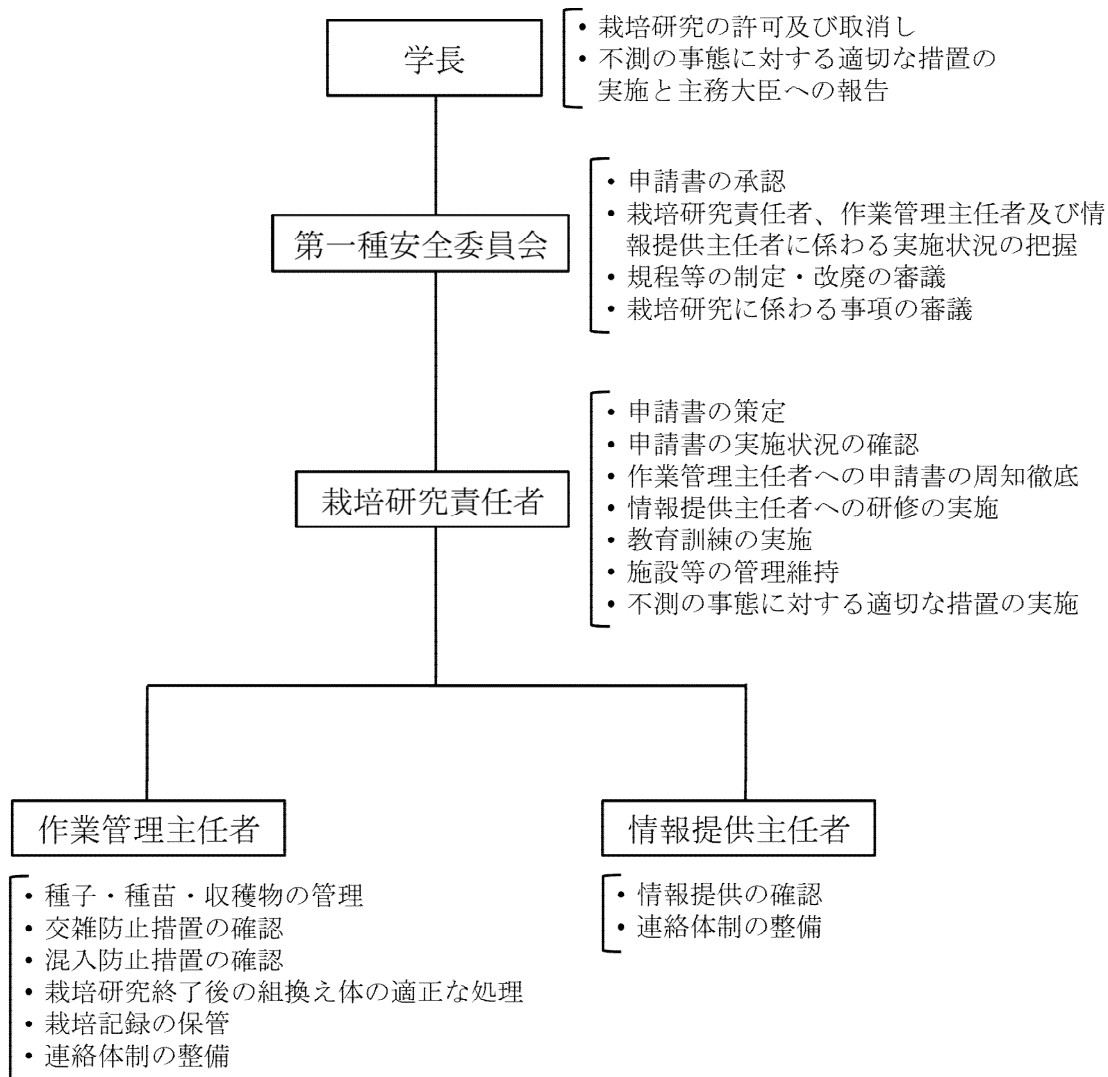 学長
・栽培研究の許可及び取消し
・不測の事態に対する適切な措置の
実施と主務大臣への報告
第一種安全委員会
・申請書の承認
・栽培研究責任者、作業管理主任者及び情
報提供主任者に係わる実施状況の把握
・規程等の制定・改廃の審議
・栽培研究に係わる事項の審議
栽培研究責任者
・申請書の策定
・申請書の実施状況の確認
・作業管理主任者への申請書の周知徹底
・情報提供主任者への研修の実施
・教育訓練の実施
・施設等の管理維持
・不測の事態に対する適切な措置の実施
作業管理主任者
・種子・種苗・収穫物の管理
・交雑防止措置の確認
・混入防止措置の確認
・栽培研究終了後の組換え体の適正な処理
・栽培記録の保管
・連絡体制の整備
情報提供主任者
・情報提供の確認
・連絡体制の整備